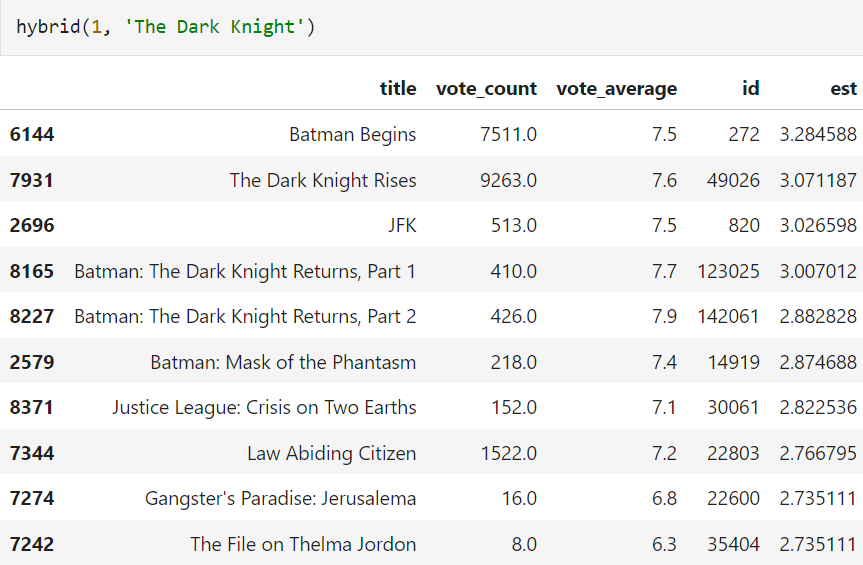 hybrid(1, 'The Dark Knight')
title vote_count vote_average id est
6144 Batman Begins 7511.0 7.5 272 3.284588
7931 The Dark Knight Rises 9263.0 7.6 49026 3.071187
2696 JFK 513.0 7.5 820 3.026598
8165 Batman: The Dark Knight Returns, Part 1 410.0 7.7 123025 3.007012
8227 Batman: The Dark Knight Returns, Part 2 426.0 7.9 142061 2.882828
2579 Batman: Mask of the Phantasm 218.0 7.4 14919 2.874688
8371 Justice League: Crisis on Two Earths 152.0 7.1 30061 2.822536
7344 Law Abiding Citizen 1522.0 7.2 22803 2.766795
7274 Gangster's Paradise: Jerusalema 16.0 6.8 22600 2.735111
7242 The File on Thelma Jordon 8.0 6.3 35404 2.735111